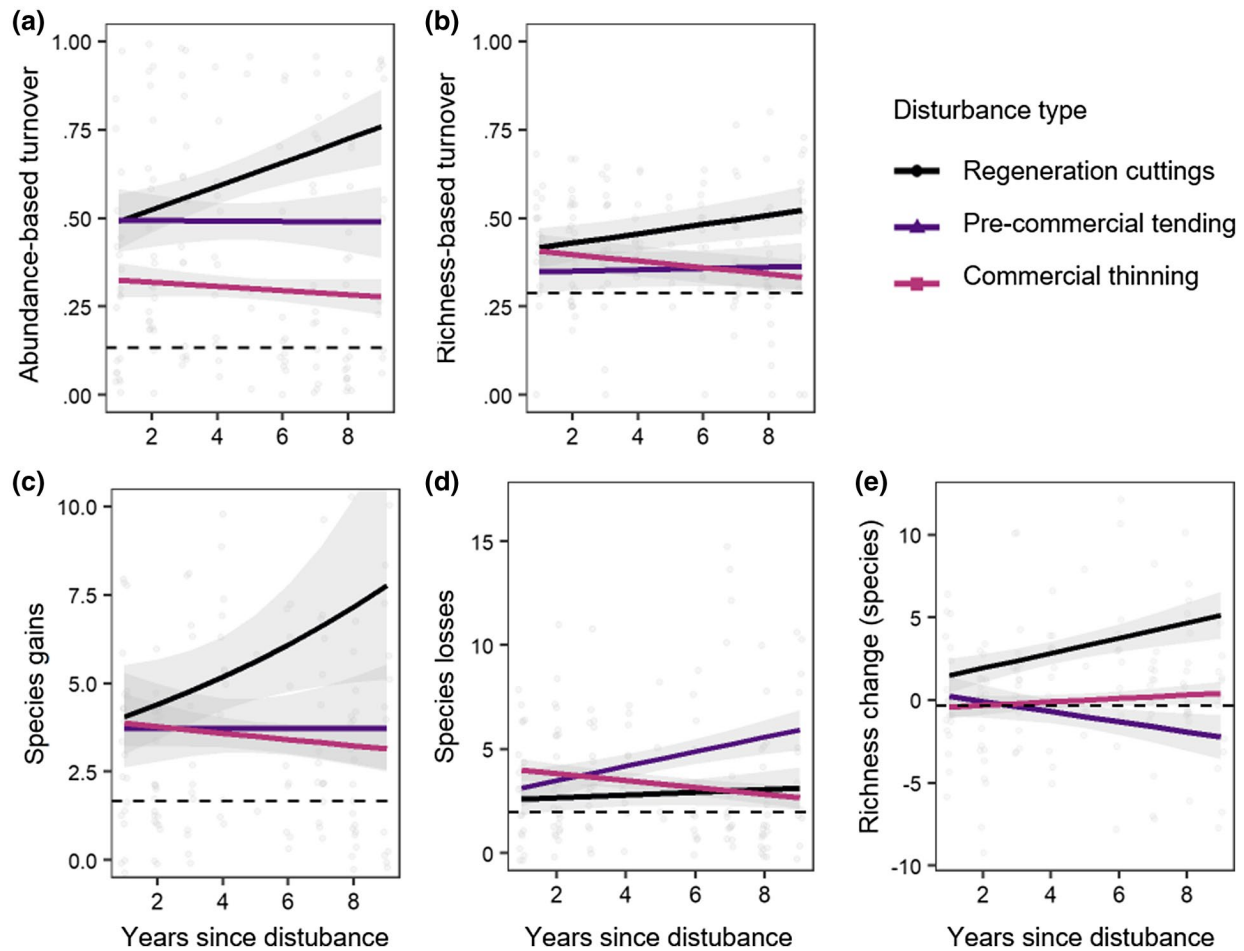 (a)
Abundance-based turnover
1.00
.75
.50
.25
.00
2 4 6 8
(b)
Richness-based turnover
1.00
.75
.50
.25
.00
2 4 6 8
Disturbance type
Regeneration cuttings
Pre-commercial tending
Commercial thinning
(c)
Species gains
10.0
7.5
5.0
2.5
0.0
2 4 6 8
Years since distubance
(d)
Species losses
15
10
5
0
2 4 6 8
Years since distubance
(e)
Richness change (species)
10
5
0
-5
-10
2 4 6 8
Years since distubance